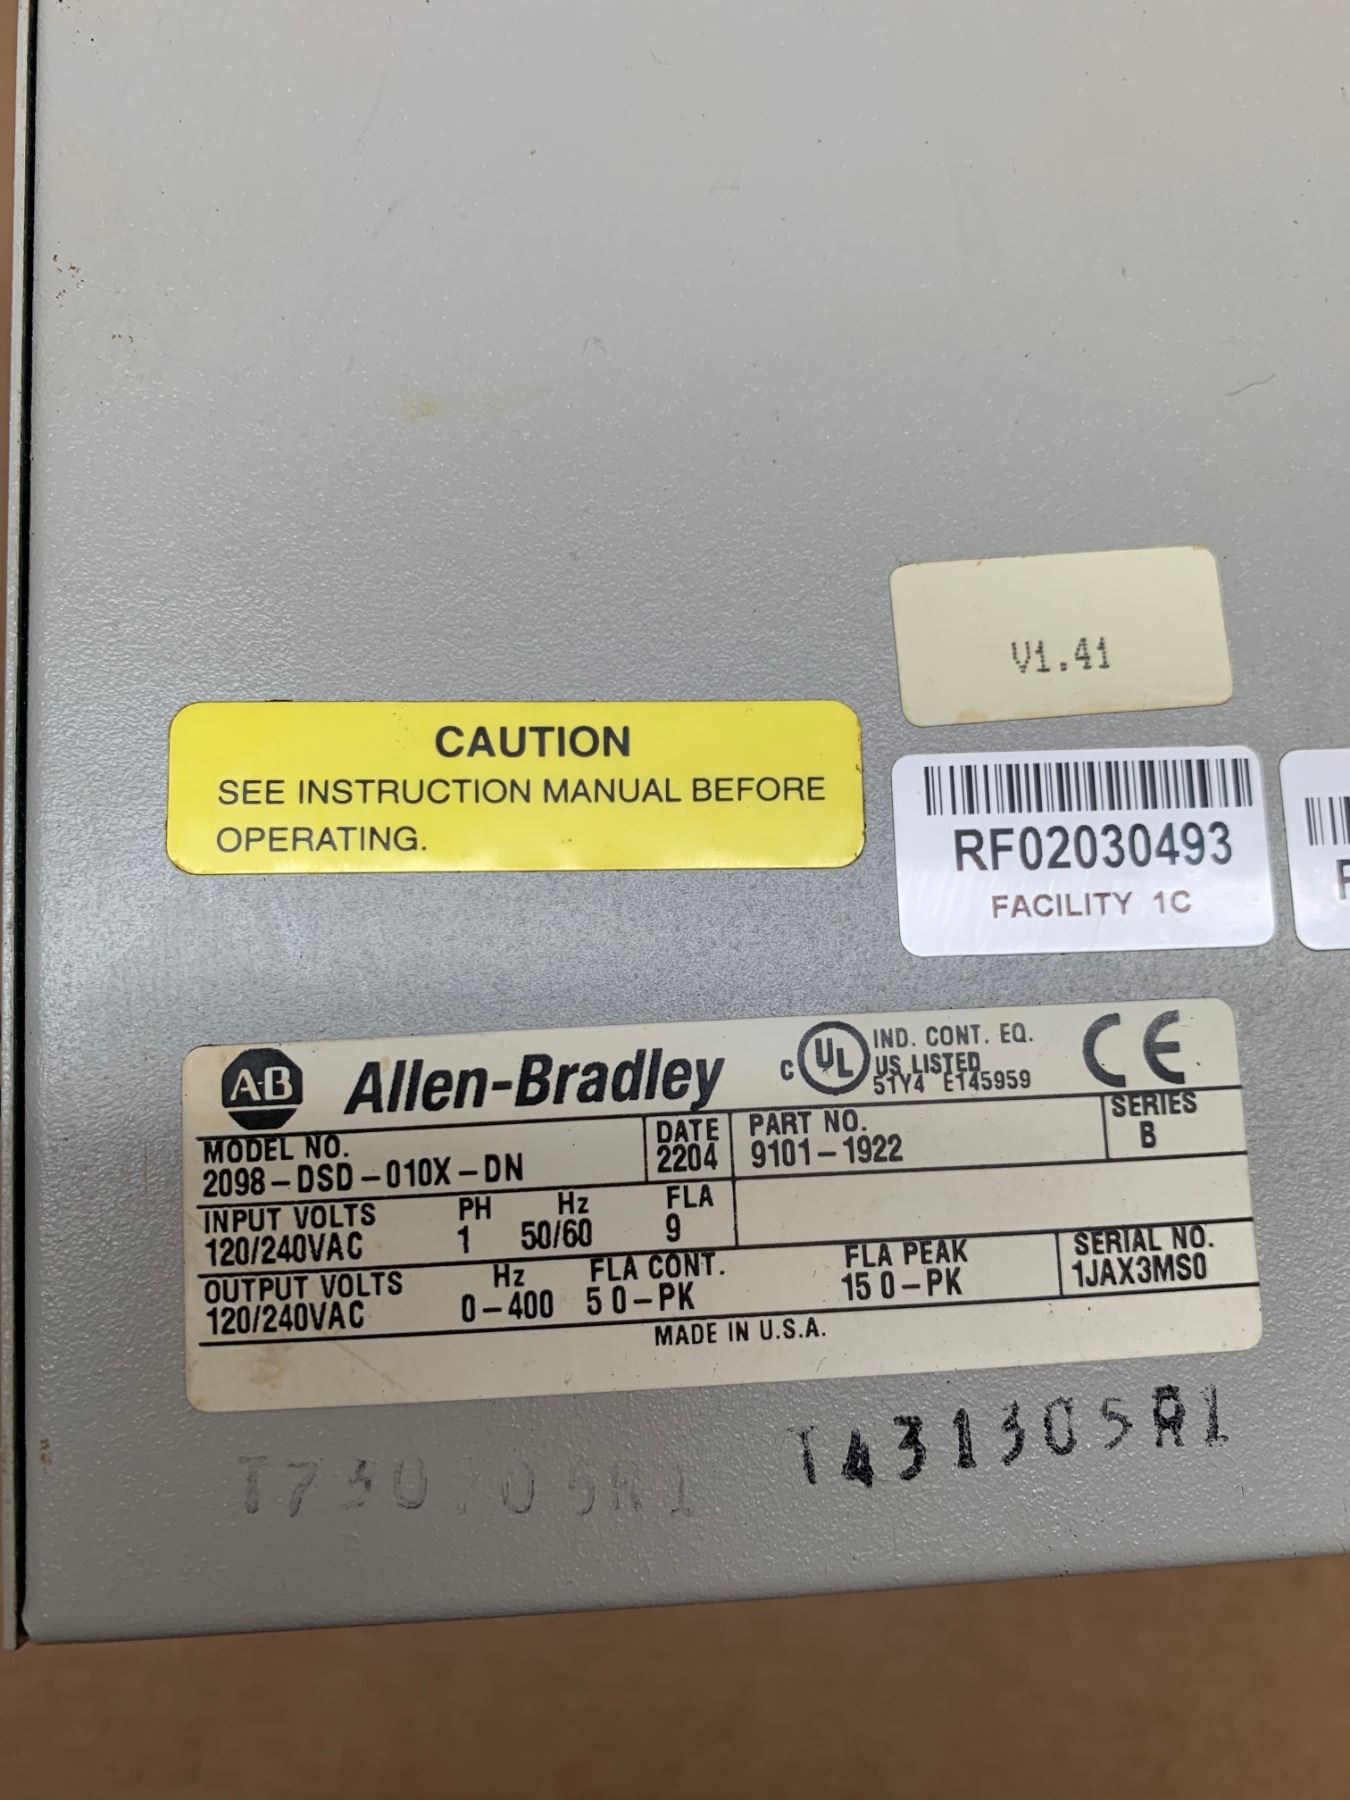 V1.41
CAUTION
SEE INSTRUCTION MANUAL BEFORE
OPERATING.
RF02030493
FACILITY 1C
A-B Allen-Bradley
C UL IND. CONT. EQ.
US LISTED
51Y4 E145959
CE
MODEL NO. DATE PART NO. SERIES
2098-DSD-010X-DN 2204 9101-1922 B
INPUT VOLTS PH Hz FLA
120/240VAC 1 50/60 9
OUTPUT VOLTS Hz FLA CONT. FLA PEAK SERIAL NO.
120/240VAC 0-400 5 0-PK 15 0-PK 1JAX3MS0
MADE IN U.S.A.
T431305R1